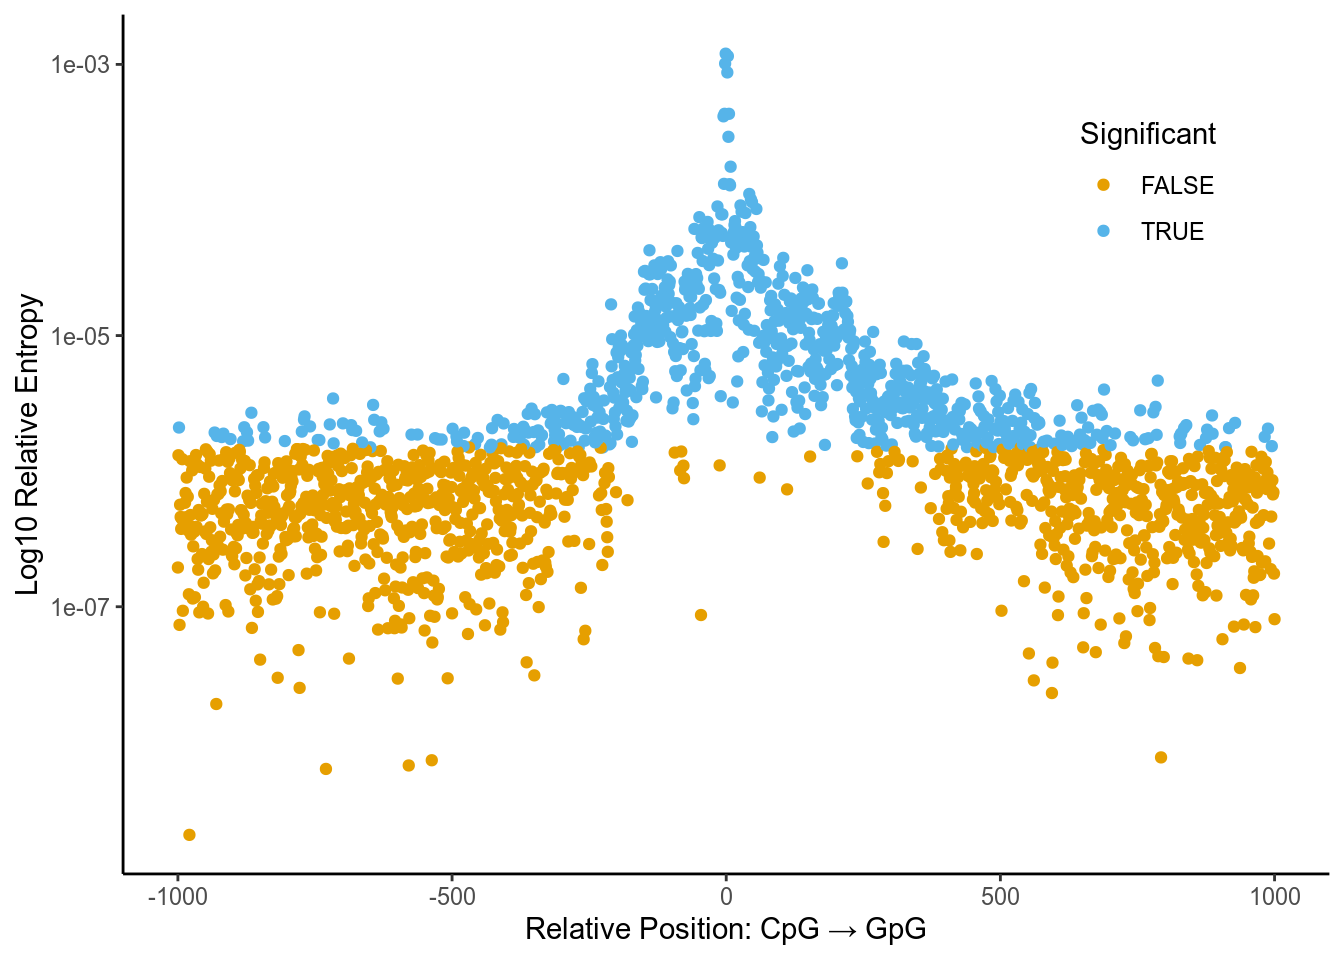 1e-03
1e-05
1e-07
Log10 Relative Entropy
Significant
FALSE
TRUE
-1000
-500
0
500
1000
Relative Position: CpG → GpG